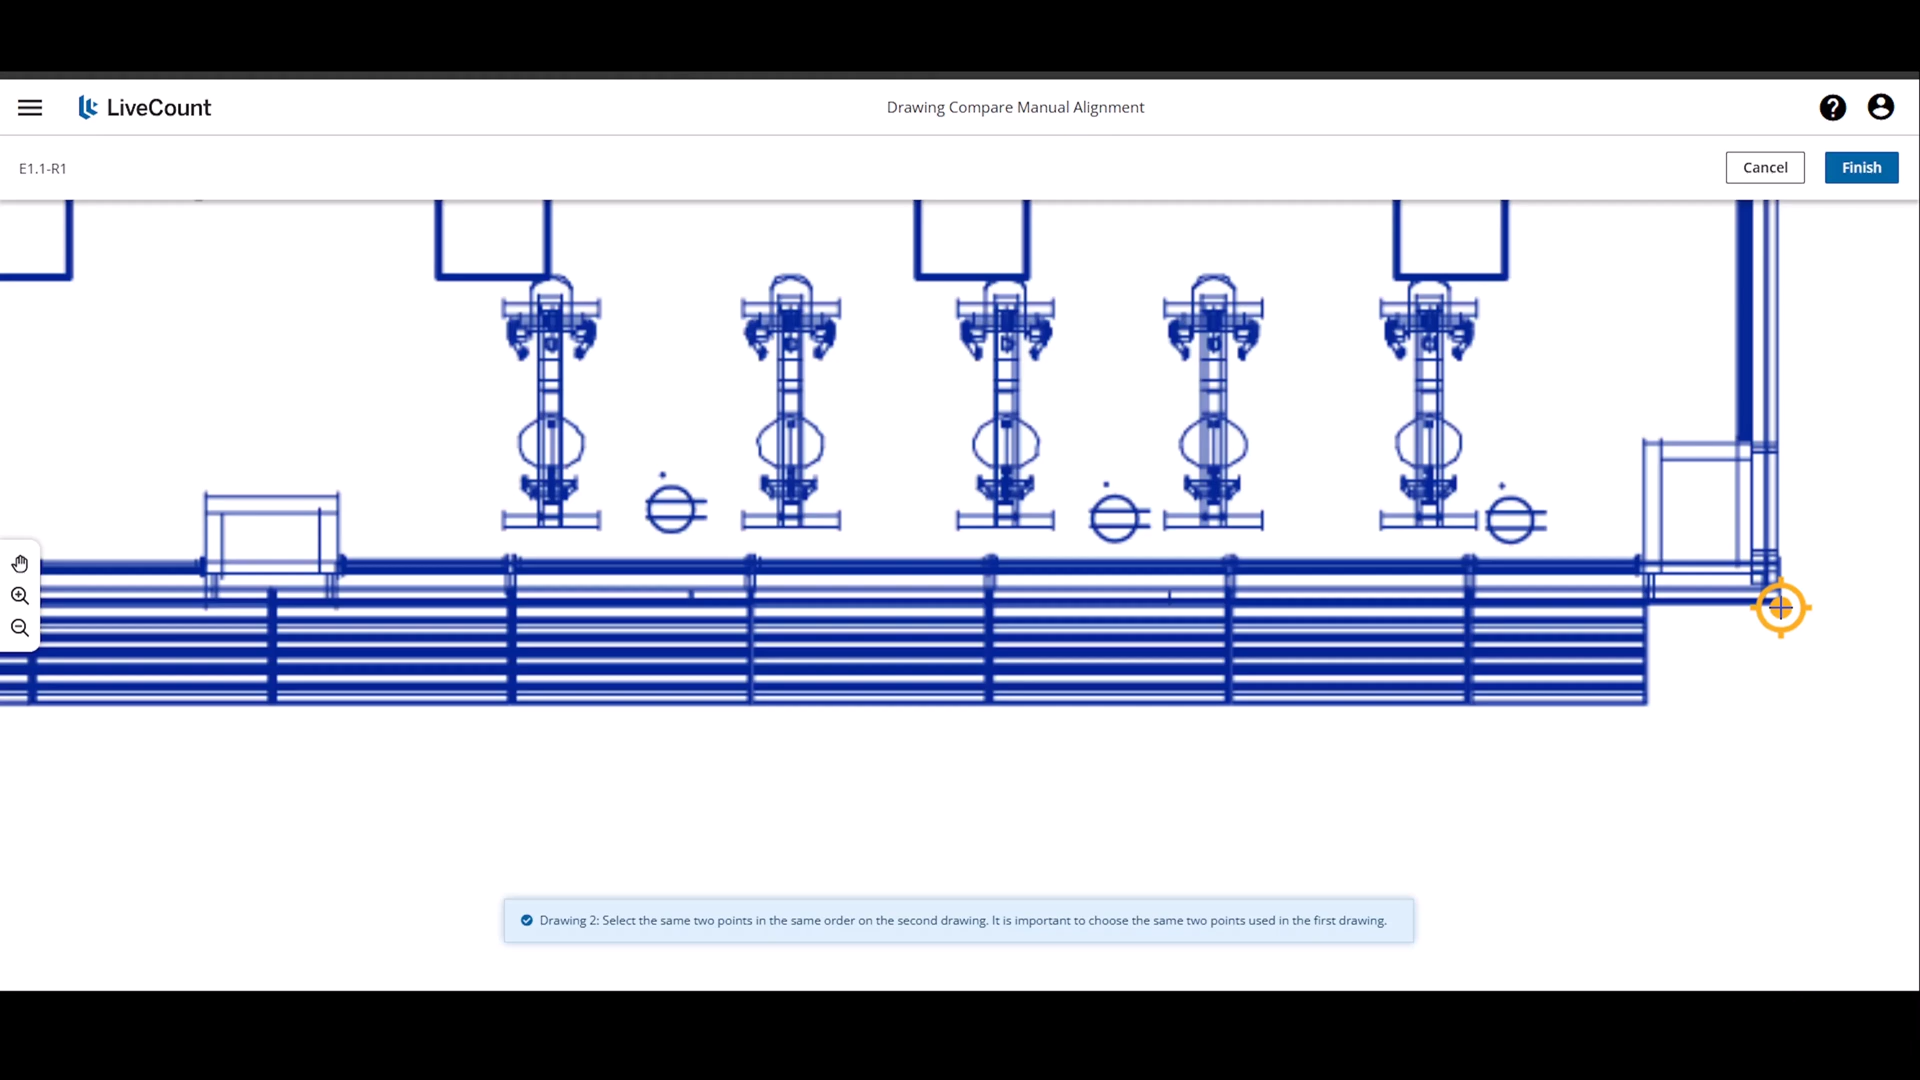 LiveCount
Drawing Compare Manual Alignment
E1.1-R1
Cancel
Finish
Drawing 2: Select the same two points in the same order on the second drawing. It is important to choose the same two points used in the first drawing.